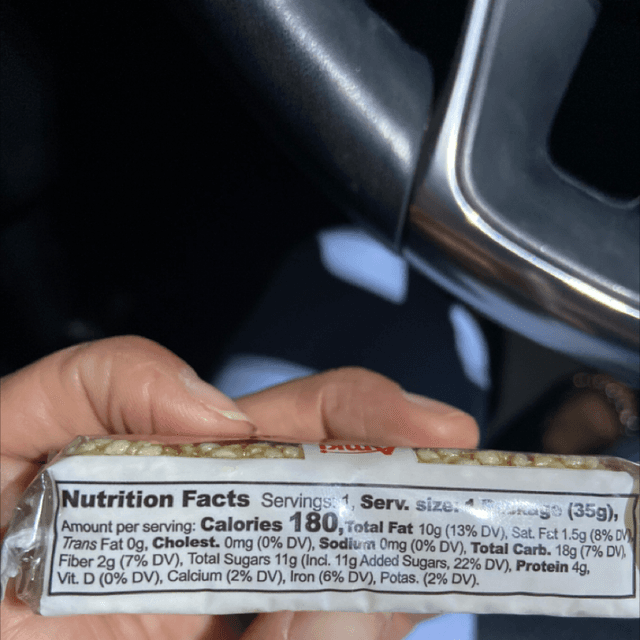 Nutrition Facts Servings: 1, Serv. size: 1 Package (35g),
Amount per serving: Calories 180, Total Fat 10g (13% DV), Sat. Fat 1.5g (8% DV),
Trans Fat 0g, Cholest. 0mg (0% DV), Sodium 0mg (0% DV), Total Carb. 18g (7% DV),
Fiber 2g (7% DV), Total Sugars 11g (Incl. 11g Added Sugars, 22% DV), Protein 4g,
Vit. D (0% DV), Calcium (2% DV), Iron (6% DV), Potas. (2% DV).